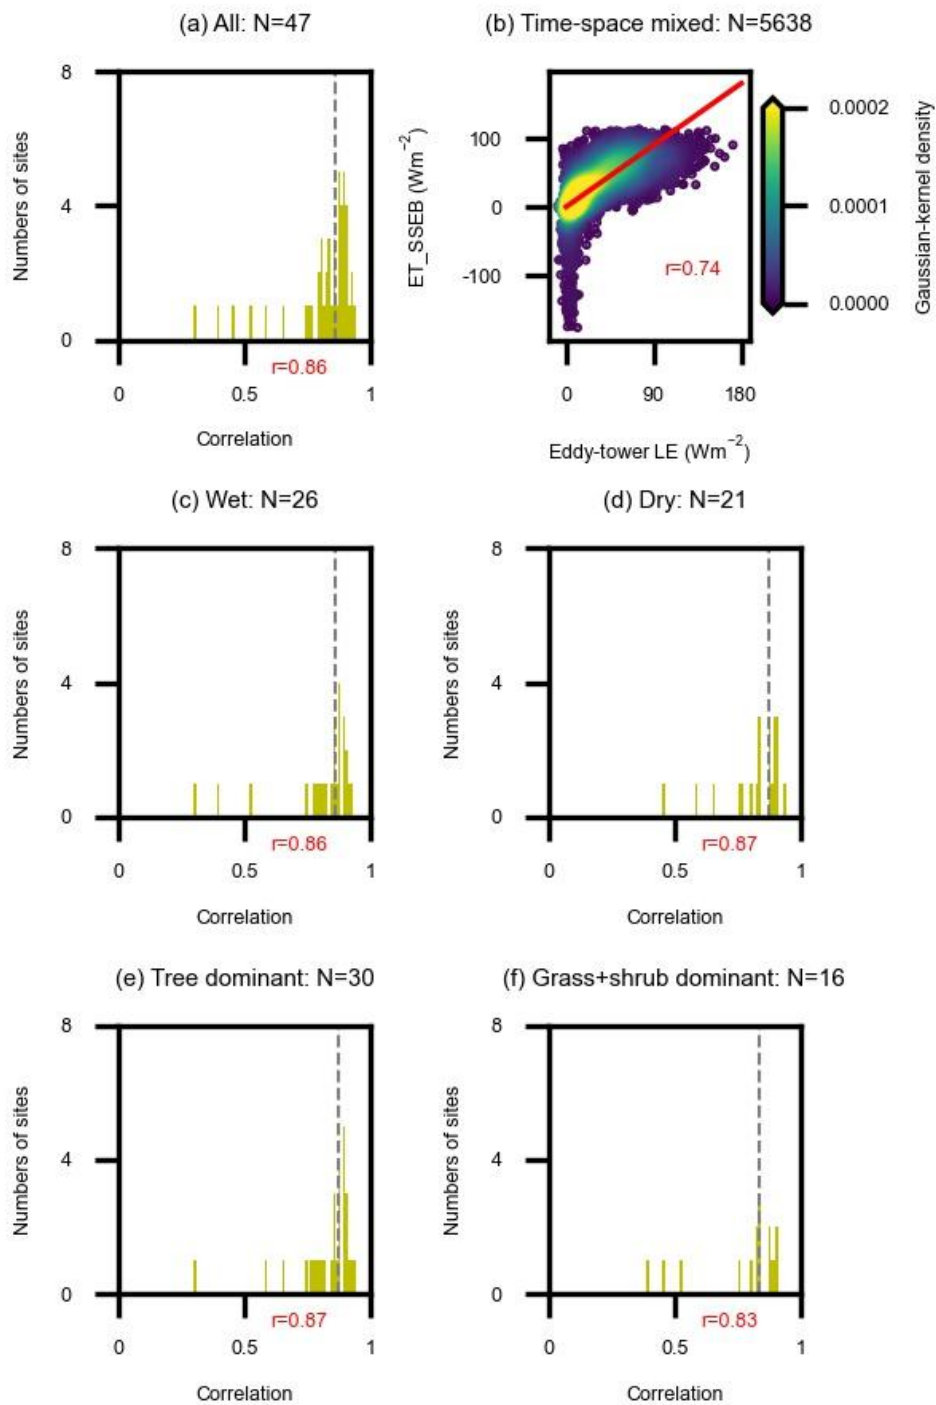 (a) All: N=47
8
4
0
Numbers of sites
r=0.86
0 0.5 1
Correlation
(b) Time-space mixed: N=5638
100
0
-100
ET_SSEB (Wm⁻²)
r=0.74
0 90 180
Eddy-tower LE (Wm⁻²)
0.0002
0.0001
0.0000
Gaussian-kernel density
(c) Wet: N=26
8
4
0
Numbers of sites
r=0.86
0 0.5 1
Correlation
(d) Dry: N=21
8
4
0
Numbers of sites
r=0.87
0 0.5 1
Correlation
(e) Tree dominant: N=30
8
4
0
Numbers of sites
r=0.87
0 0.5 1
Correlation
(f) Grass+shrub dominant: N=16
8
4
0
Numbers of sites
r=0.83
0 0.5 1
Correlation